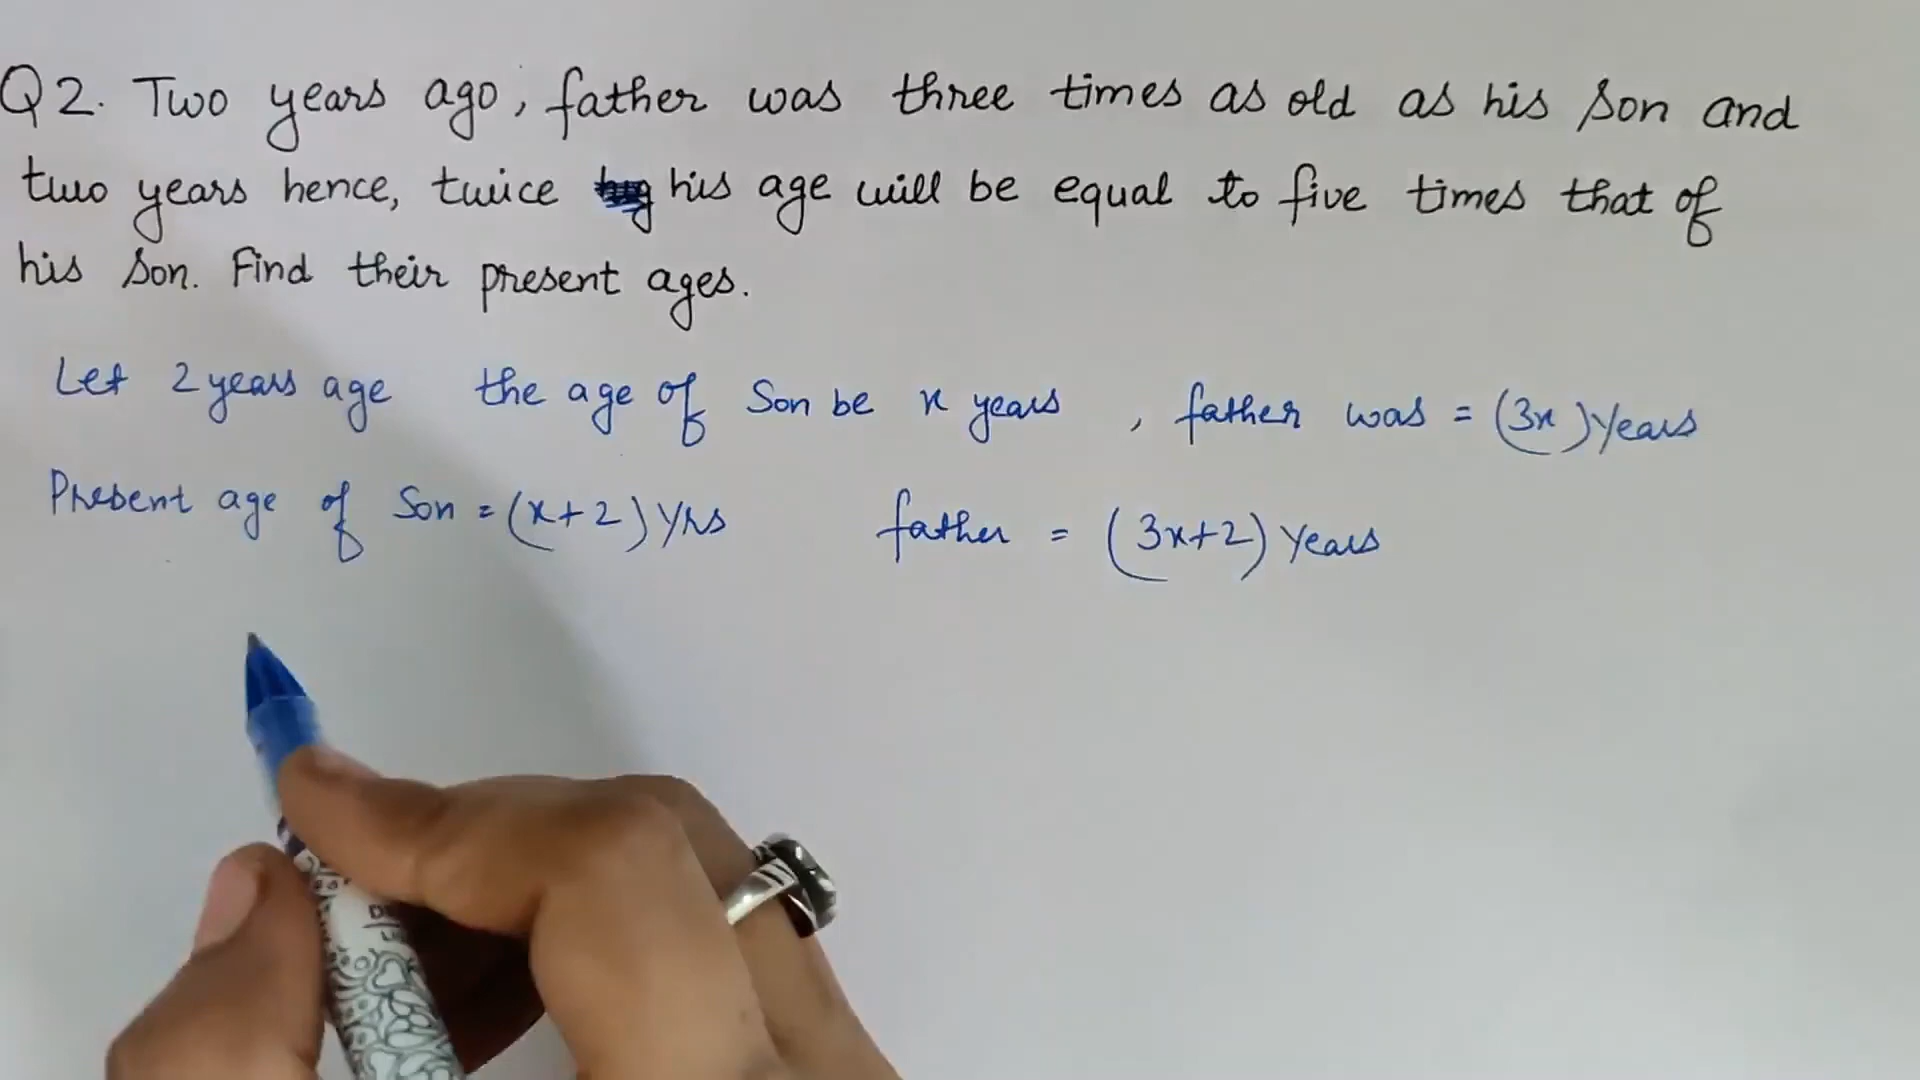 Q2. Two years ago, father was three times as old as his son and
two years hence, twice his age will be equal to five times that of
his son. Find their present ages.
Let 2 years age the age of Son be x years , father was = (3x) Years
Present age of Son = (x+2) Yrs father = (3x+2) Years